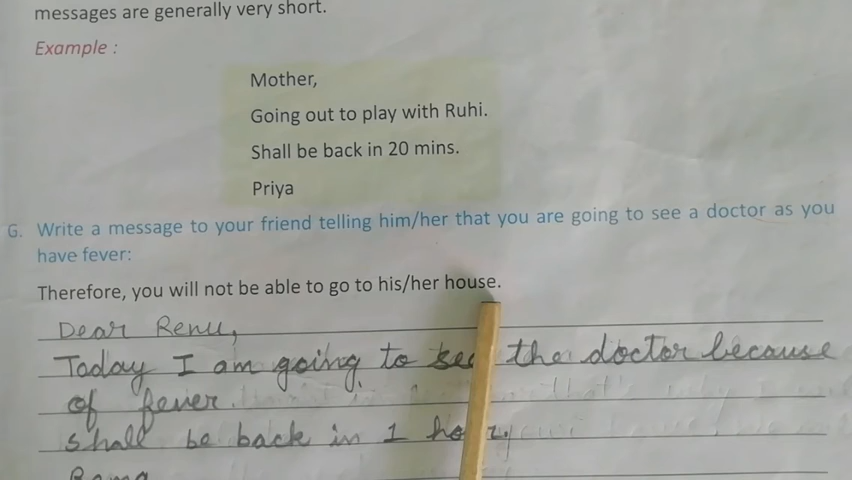 messages are generally very short.
Example :
Mother,
Going out to play with Ruhi.
Shall be back in 20 mins.
Priya
G. Write a message to your friend telling him/her that you are going to see a doctor as you
have fever:
Therefore, you will not be able to go to his/her house.
Dear Renu,
Today I am going to see the doctor because
of fever.
shall be back in 1